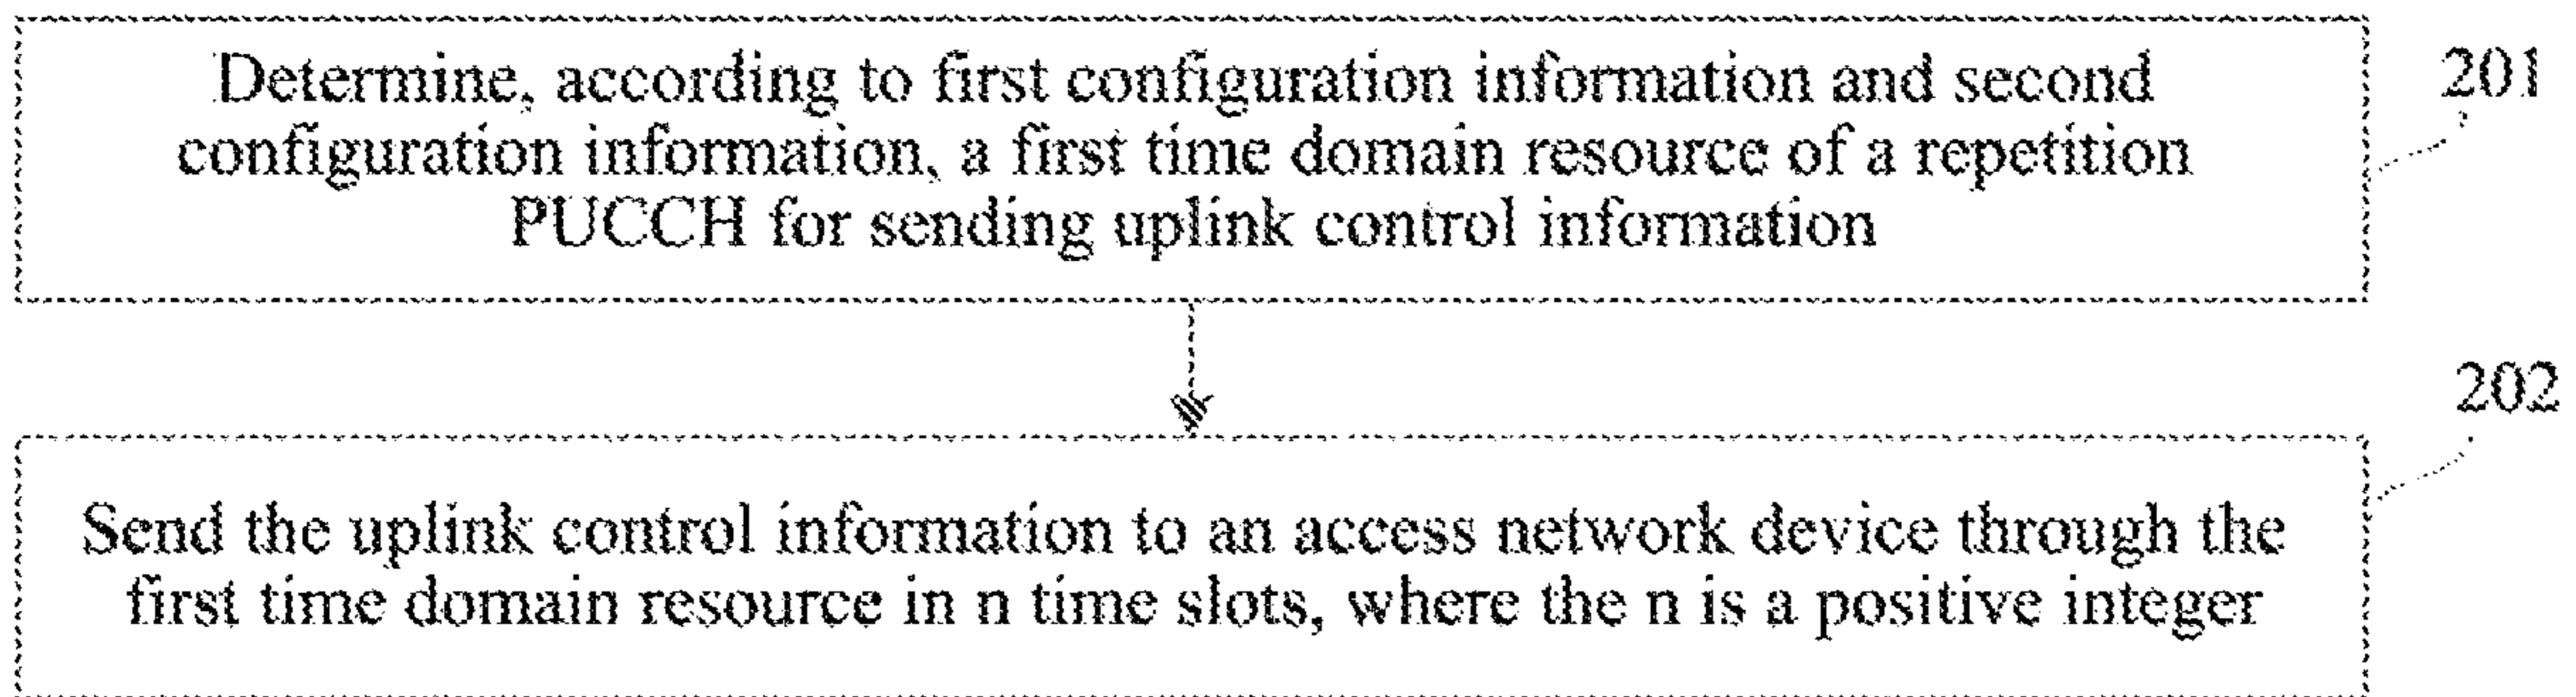 Determine, according to first configuration information and second
201
configuration information, a first time domain resource of a repetition
PUCCH for sending uplink control information
202
Send the uplink control information to an access network device through the
first time domain resource in n time slots, where the n is a positive integer